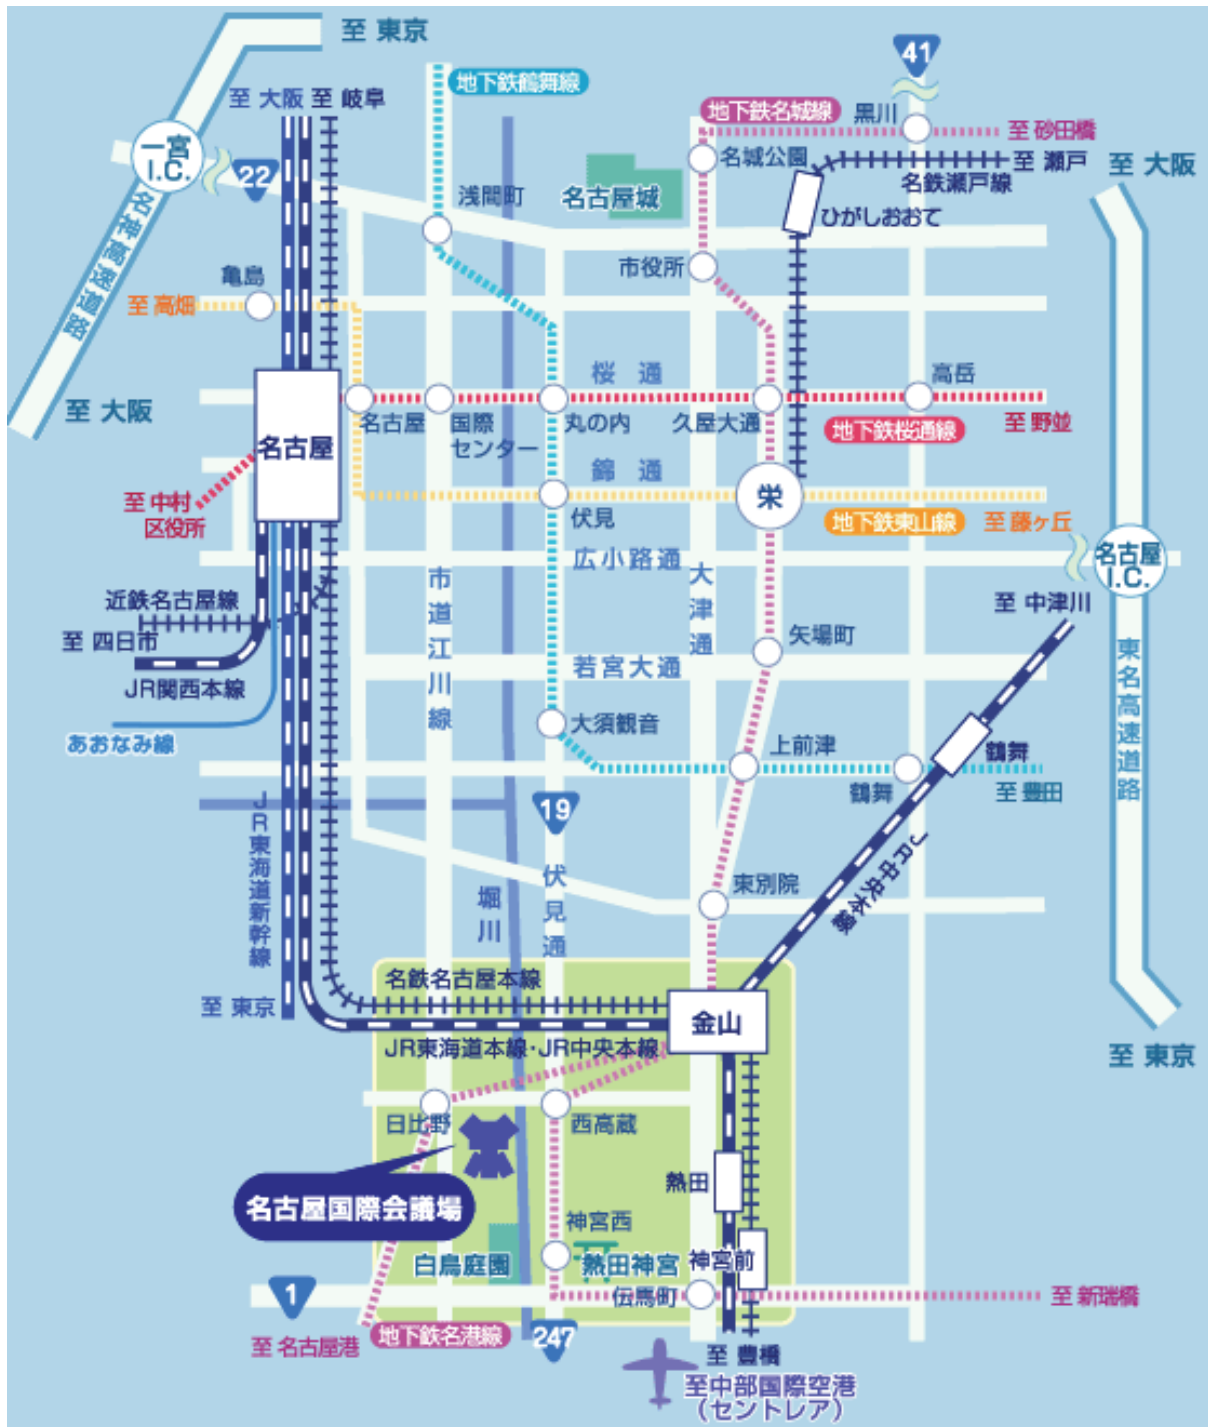 至 東京
41
地下鉄鶴舞線
至 大阪
至 岐阜
地下鉄名城線
黒川
至 砂田橋
一宮
I.C.
22
名城公園
至 瀬戸
至 大阪
名鉄瀬戸線
浅間町
名古屋城
ひがしおおて
名神高速道路
市役所
亀島
至 高畑
桜通
高岳
至 大阪
名古屋
国際
センター
丸の内
久屋大通
地下鉄桜通線
至 野並
名古屋
錦通
栄
至 中村
区役所
伏見
地下鉄東山線
至 藤ヶ丘
広小路通
名古屋
I.C.
市道江川線
大津通
近鉄名古屋線
至 中津川
至 四日市
矢場町
若宮大通
JR関西本線
東名高速道路
大須観音
あおなみ線
上前津
鶴舞
鶴舞
至 豊田
JR東海道新幹線
19
JR中央本線
伏見通
東別院
堀川
名鉄名古屋本線
至 東京
金山
JR東海道本線・JR中央本線
至 東京
日比野
西高蔵
熱田
名古屋国際会議場
神宮西
白鳥庭園
熱田神宮
神宮前
1
伝馬町
至 新瑞橋
至 名古屋港
地下鉄名港線
247
至 豊橋
至中部国際空港
(セントレア)